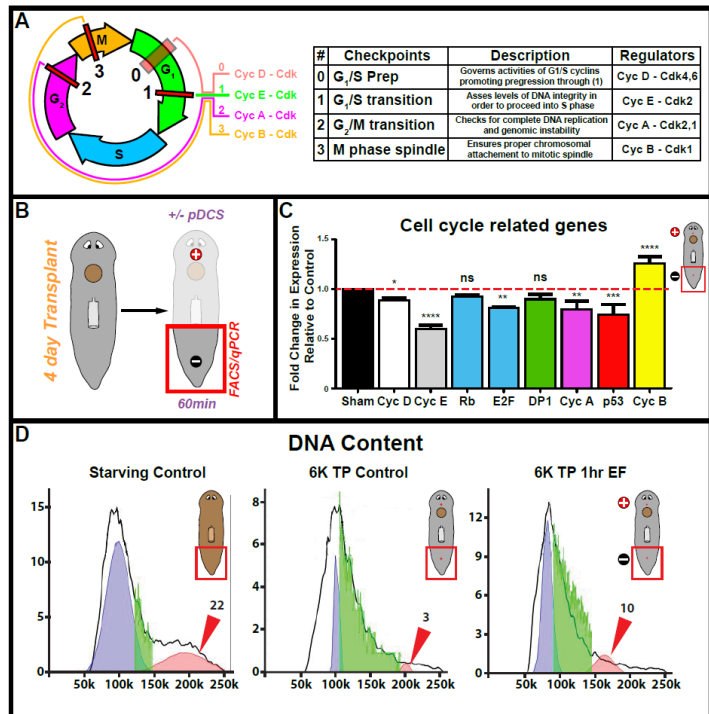 A
M
3
0
G1
2
1
G2
S
0
Cyc D - Cdk
1
Cyc E - Cdk
2
Cyc A - Cdk
3
Cyc B - Cdk
# Checkpoints Description Regulators
0 G1/S Prep Governs activities of G1/S cyclins promoting progression through (1) Cyc D - Cdk4,6
1 G1/S transition Asses levels of DNA integrity in order to proceed into S phase Cyc E - Cdk2
2 G2/M transition Checks for complete DNA replication and genomic instability Cyc A - Cdk2,1
3 M phase spindle Ensures proper chromosomal attachement to mitotic spindle Cyc B - Cdk1
B
+/- pDCS
4 day Transplant
FACS/qPCR
60min
C
Cell cycle related genes
Fold Change in Expression
Relative to Control
1.5
1.0
0.5
0
* **** ns ** ns ** *** ****
Sham Cyc D Cyc E Rb E2F DP1 Cyc A p53 Cyc B
D
DNA Content
Starving Control
15
10
5
0
22
50k 100k 150k 200k 250k
6K TP Control
8
6
4
2
0
3
50k 100k 150k 200k 250k
6K TP 1hr EF
12
9
6
3
0
10
50k 100k 150k 200k 250k